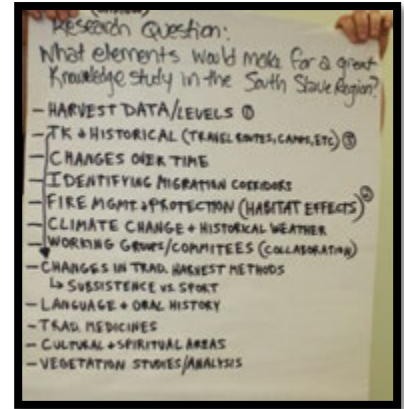 Research Question:
What elements would make for a great
Knowledge study in the South Slave Region?
- HARVEST DATA/LEVELS ①
- TK + HISTORICAL (TRAVEL ROUTES, CAMPS, ETC) ③
- CHANGES OVER TIME
- IDENTIFYING MIGRATION CORRIDORS
- FIRE MGMT + PROTECTION (HABITAT EFFECTS) ②
- CLIMATE CHANGE + HISTORICAL WEATHER
- WORKING GROUPS/COMMITEES (COLLABORATION)
- CHANGES IN TRAD. HARVEST METHODS
↳ SUBSISTENCE VS. SPORT
- LANGUAGE + ORAL HISTORY
- TRAD. MEDICINES
- CULTURAL + SPIRITUAL AREAS
- VEGETATION STUDIES/ANALYSIS